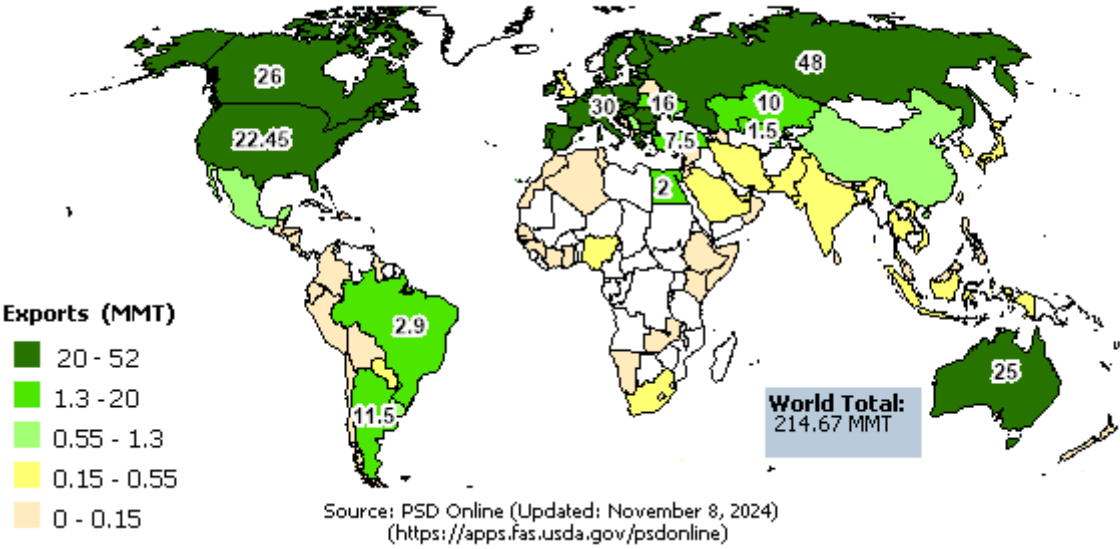 26
48
30
16
10
22.45
7.5
1.5
2
2.9
11.5
25
Exports (MMT)
20 - 52
1.3 -20
0.55 - 1.3
0.15 - 0.55
0 - 0.15
World Total:
214.67 MMT
Source: PSD Online (Updated: November 8, 2024)
(https://apps.fas.usda.gov/psdonline)